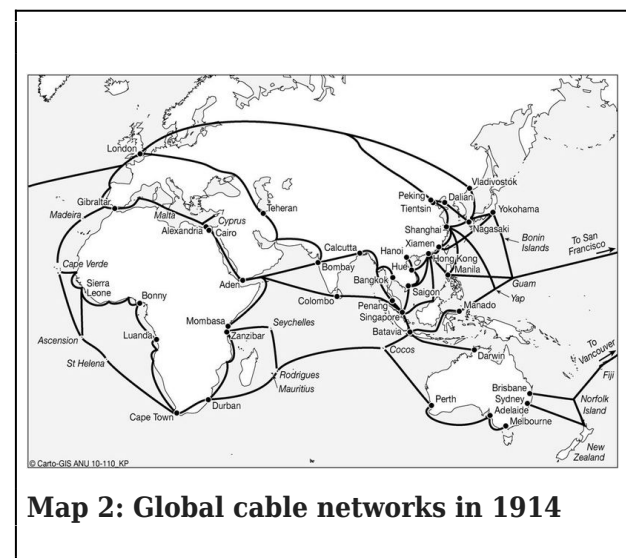 London
Gibraltar
Madeira
Malta
Cyprus
Alexandria
Cairo
Teheran
Cape Verde
Sierra
Leone
Bonny
Aden
Ascension
St Helena
Luanda
Mombasa
Zanzibar
Seychelles
Rodrigues
Mauritius
Cape Town
Durban
Calcutta
Bombay
Colombo
Bangkok
Penang
Singapore
Batavia
Cocos
Peking
Tientsin
Dalian
Vladivostok
Yokohama
Shanghai
Nagasaki
Xiamen
Hanoi
Hong Kong
Hue
Manila
Saigon
Bonin
Islands
To San
Francisco
Guam
Yap
Manado
Darwin
To
Vancouver
Fiji
Brisbane
Sydney
Perth
Adelaide
Melbourne
Norfolk
Island
New
Zealand
© Carto-GIS ANU 10-110_KP
Map 2: Global cable networks in 1914